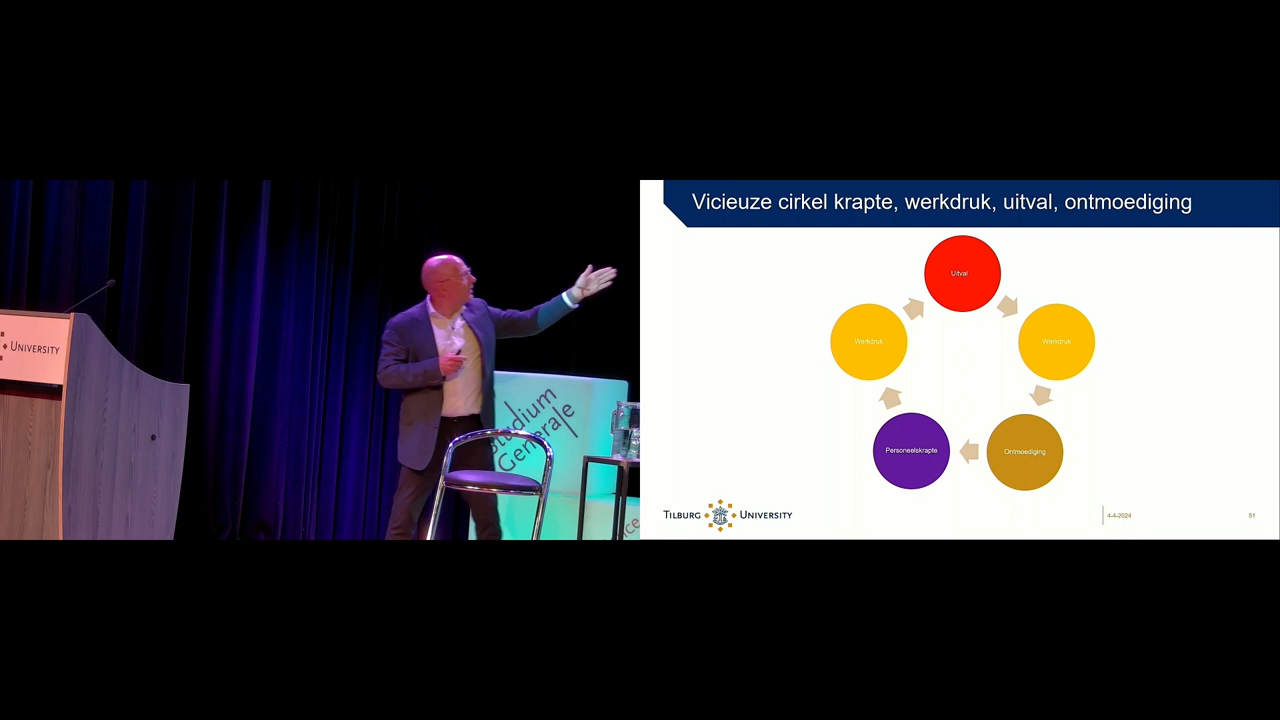 UNIVERSITY
Studium
Generale
ce
Vicieuze cirkel krapte, werkdruk, uitval, ontmoediging
Uitval
Werkdruk
Werkdruk
Personeelskrapte
Ontmoediging
TILBURG UNIVERSITY
4-4-2024
51